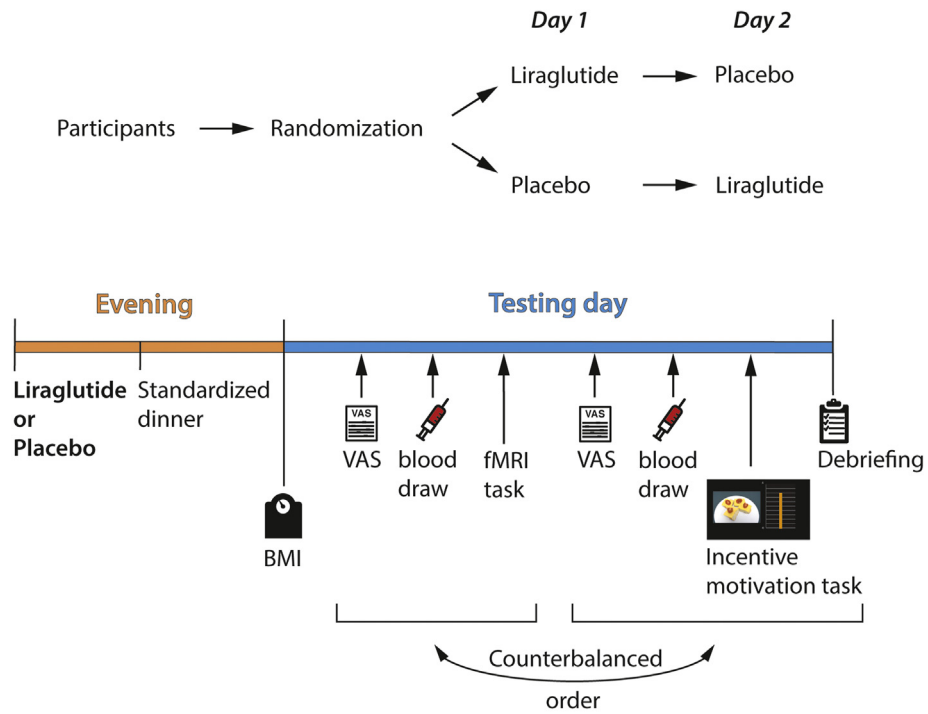 Day 1
Day 2
Liraglutide
Placebo
Participants
Randomization
Placebo
Liraglutide
Evening
Testing day
Liraglutide
or
Placebo
Standardized
dinner
BMI
VAS
VAS
blood
draw
fMRI
task
VAS
VAS
blood
draw
Incentive
motivation task
Debriefing
Counterbalanced
order